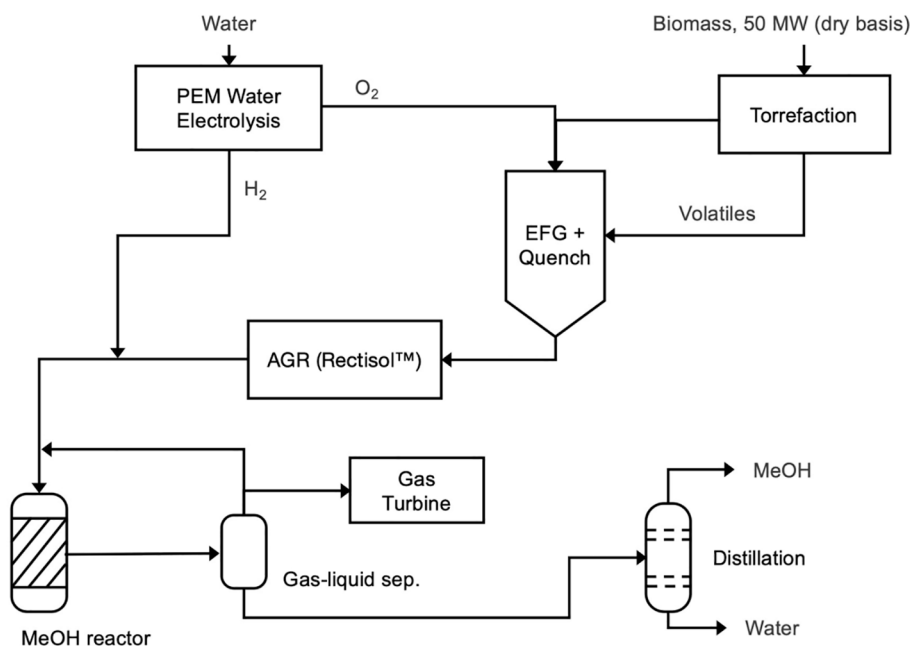 Water
Biomass, 50 MW (dry basis)
PEM Water
Electrolysis
O₂
Torrefaction
H₂
Volatiles
EFG +
Quench
AGR (Rectisol™)
Gas
Turbine
MeOH
Gas-liquid sep.
Distillation
MeOH reactor
Water